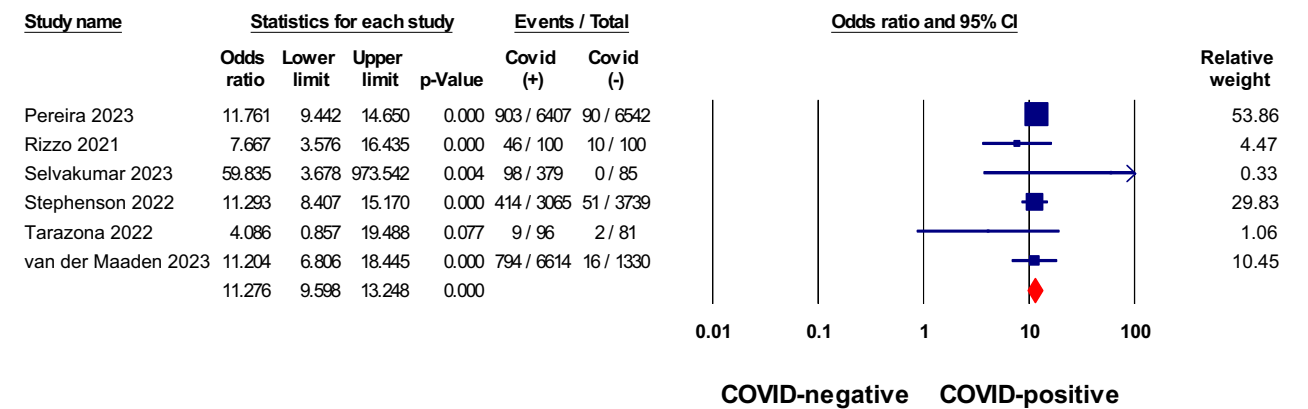 Study name Statistics for each study Events / Total Odds ratio and 95% CI
Odds Lower Upper Covid Covid Relative
ratio limit limit p-Value (+) (-) weight
Pereira 2023 11.761 9.442 14.650 0.000 903 / 6407 90 / 6542 53.86
Rizzo 2021 7.667 3.576 16.435 0.000 46 / 100 10 / 100 4.47
Selvakumar 2023 59.835 3.678 973.542 0.004 98 / 379 0 / 85 0.33
Stephenson 2022 11.293 8.407 15.170 0.000 414 / 3065 51 / 3739 29.83
Tarazona 2022 4.086 0.857 19.488 0.077 9 / 96 2 / 81 1.06
van der Maaden 2023 11.204 6.806 18.445 0.000 794 / 6614 16 / 1330 10.45
11.276 9.598 13.248 0.000
0.01 0.1 1 10 100
COVID-negative COVID-positive